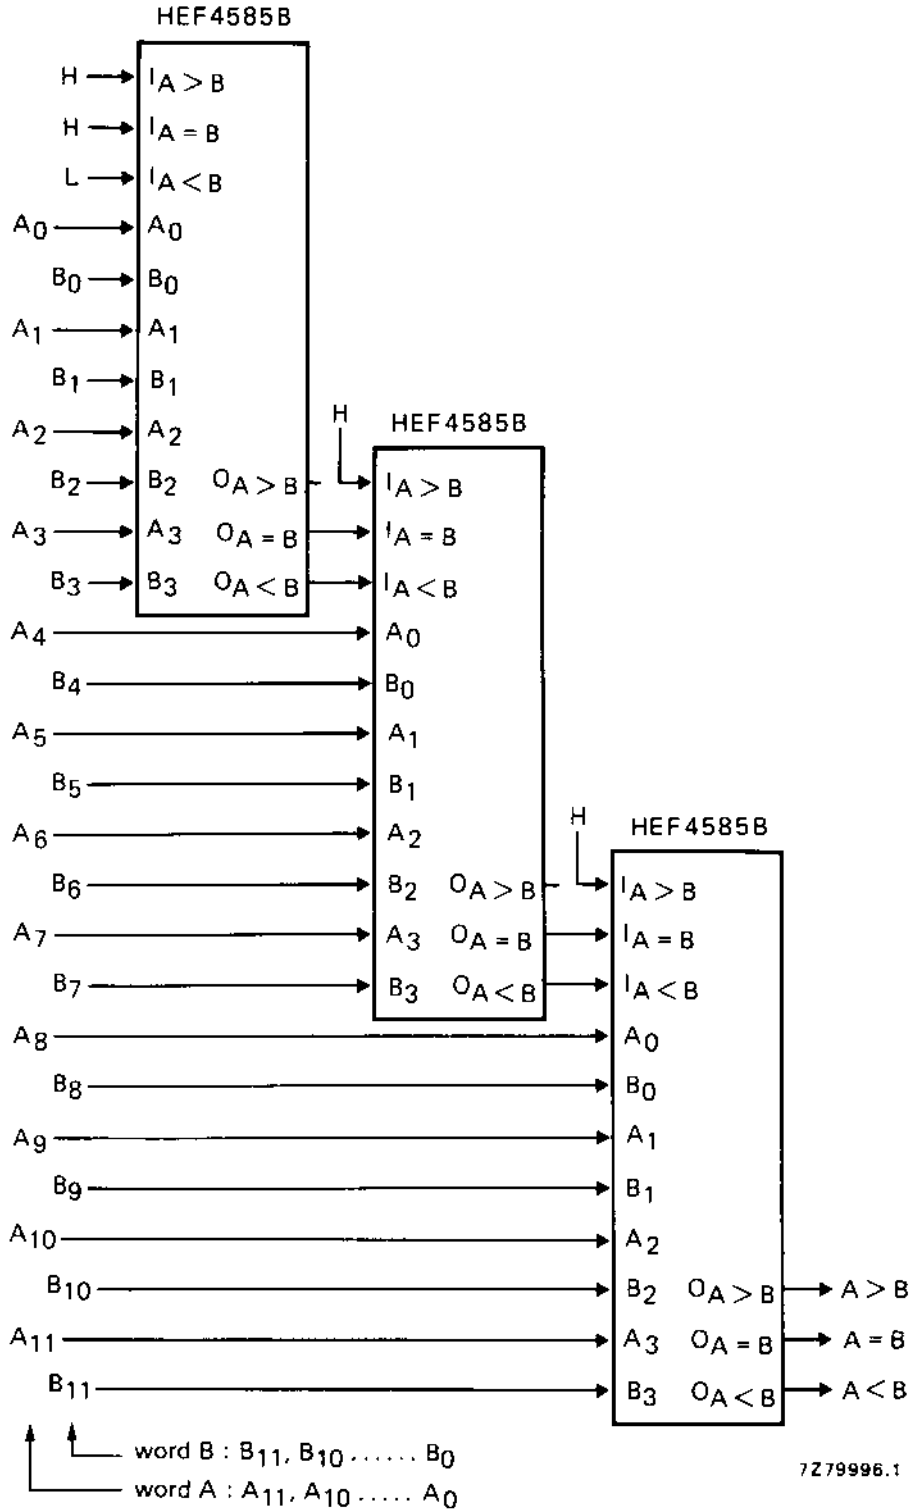 HEF4585B
H I A > B
H I A = B
L I A < B
A0 A0
B0 B0
A1 A1
B1 B1
A2 A2
B2 B2 O A > B
A3 A3 O A = B
B3 B3 O A < B
H HEF4585B
I A > B
I A = B
I A < B
A4 A0
B4 B0
A5 A1
B5 B1
A6 A2
B6 B2 O A > B
A7 A3 O A = B
B7 B3 O A < B
H HEF4585B
I A > B
I A = B
I A < B
A8 A0
B8 B0
A9 A1
B9 B1
A10 A2
B10 B2 O A > B A > B
A11 A3 O A = B A = B
B11 B3 O A < B A < B
word B : B11, B10 ...... B0
word A : A11, A10 ..... A0
7Z79996.1